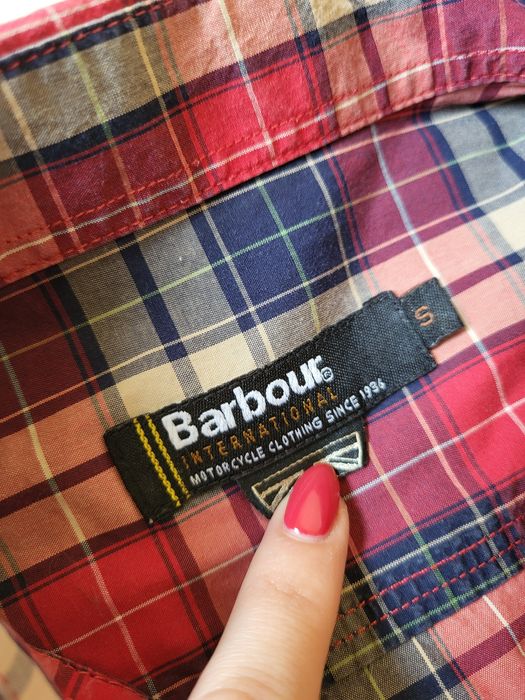 Barbour®
INTERNATIONAL
MOTORCYCLE CLOTHING SINCE 1936
S